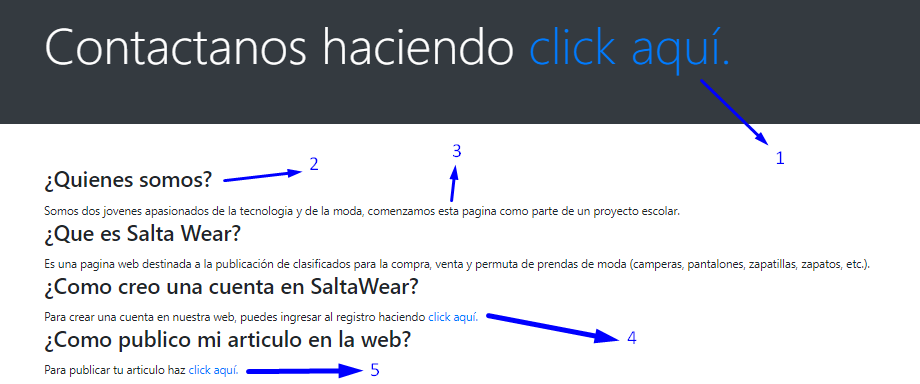 Contactanos haciendo click aquí.
1
2
3
¿Quienes somos?
Somos dos jovenes apasionados de la tecnologia y de la moda, comenzamos esta pagina como parte de un proyecto escolar.
¿Que es Salta Wear?
Es una pagina web destinada a la publicación de clasificados para la compra, venta y permuta de prendas de moda (camperas, pantalones, zapatillas, zapatos, etc.).
¿Como creo una cuenta en SaltaWear?
Para crear una cuenta en nuestra web, puedes ingresar al registro haciendo click aquí.
4
¿Como publico mi articulo en la web?
Para publicar tu articulo haz click aquí.
5